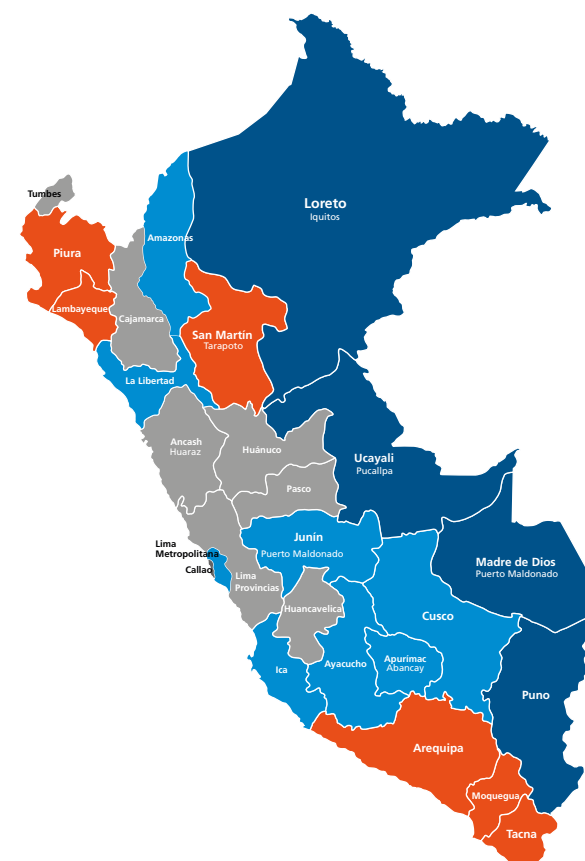 Loreto
Iquitos
Tumbes
Amazonas
Piura
Lambayeque
Cajamarca
San Martín
Tarapoto
La Libertad
Ancash
Huaraz
Huánuco
Ucayali
Pucallpa
Pasco
Junín
Puerto Maldonado
Lima
Metropolitana
Callao
Lima
Provincias
Madre de Dios
Puerto Maldonado
Huancavelica
Cusco
Ica
Ayacucho
Apurímac
Abancay
Puno
Arequipa
Moquegua
Tacna